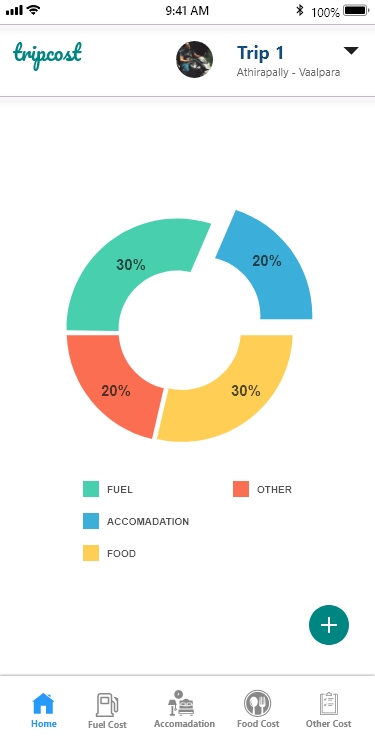 9:41 AM
100%
tripcost
Trip 1
Athirapally - Vaalpara
30%
20%
20%
30%
FUEL
OTHER
ACCOMADATION
FOOD
Home
Fuel Cost
Accomadation
Food Cost
Other Cost